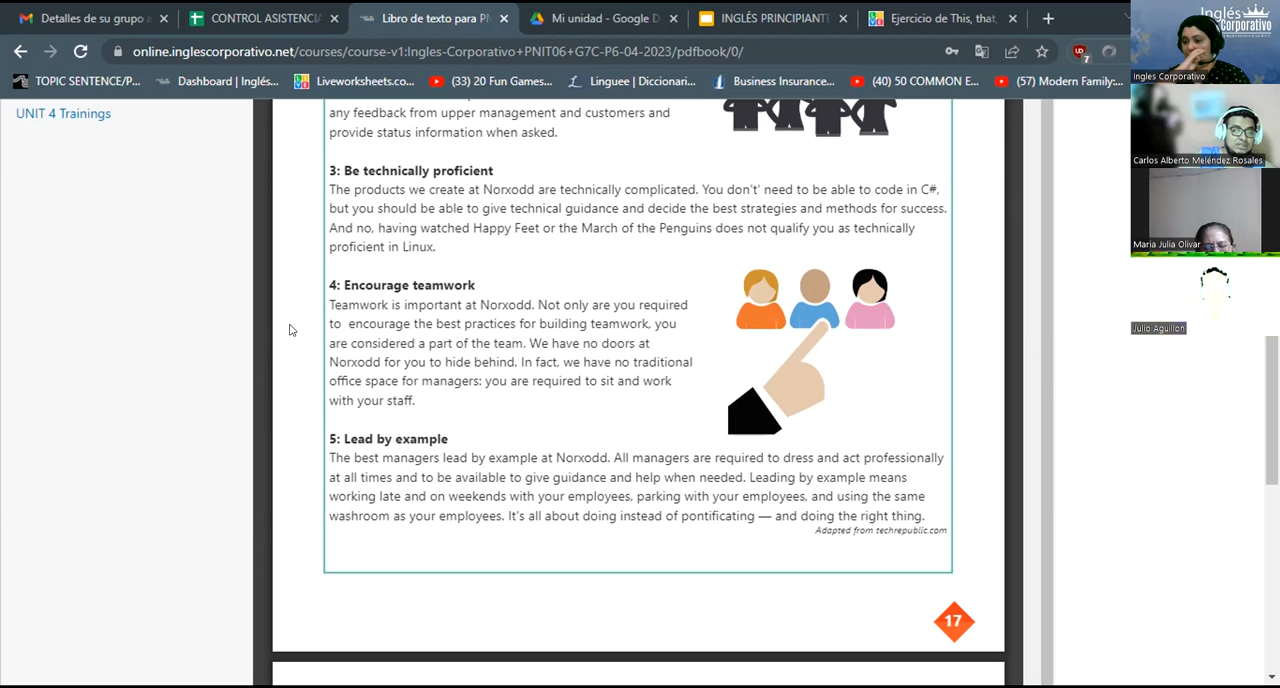 Detalles de su grupo a
CONTROL ASISTENCIA
Libro de texto para PN
Mi unidad - Google D
INGLÉS PRINCIPIANTE
Ejercicio de This, that,
online.inglescorporativo.net/courses/course-v1:Ingles-Corporativo+PNIT06+G7C-P6-04-2023/pdfbook/0/
7
TOPIC SENTENCE/P...
Dashboard | Inglés...
Liveworksheets.co...
(33) 20 Fun Games...
Linguee | Diccionari...
Business Insurance...
(40) 50 COMMON E...
(57) Modern Family:...
UNIT 4 Trainings
any feedback from upper management and customers and
provide status information when asked.
3: Be technically proficient
The products we create at Norxodd are technically complicated. You don't' need to be able to code in C#,
but you should be able to give technical guidance and decide the best strategies and methods for success.
And no, having watched Happy Feet or the March of the Penguins does not qualify you as technically
proficient in Linux.
4: Encourage teamwork
Teamwork is important at Norxodd. Not only are you required
to encourage the best practices for building teamwork, you
are considered a part of the team. We have no doors at
Norxodd for you to hide behind. In fact, we have no traditional
office space for managers: you are required to sit and work
with your staff.
5: Lead by example
The best managers lead by example at Norxodd. All managers are required to dress and act professionally
at all times and to be available to give guidance and help when needed. Leading by example means
working late and on weekends with your employees, parking with your employees, and using the same
washroom as your employees. It's all about doing instead of pontificating — and doing the right thing.
Adapted from techrepublic.com
17
Inglés
Corporativo
Ingles Corporativo
Carlos Alberto Meléndez Rosales
Maria Julia Olivar
Julio Aguillon